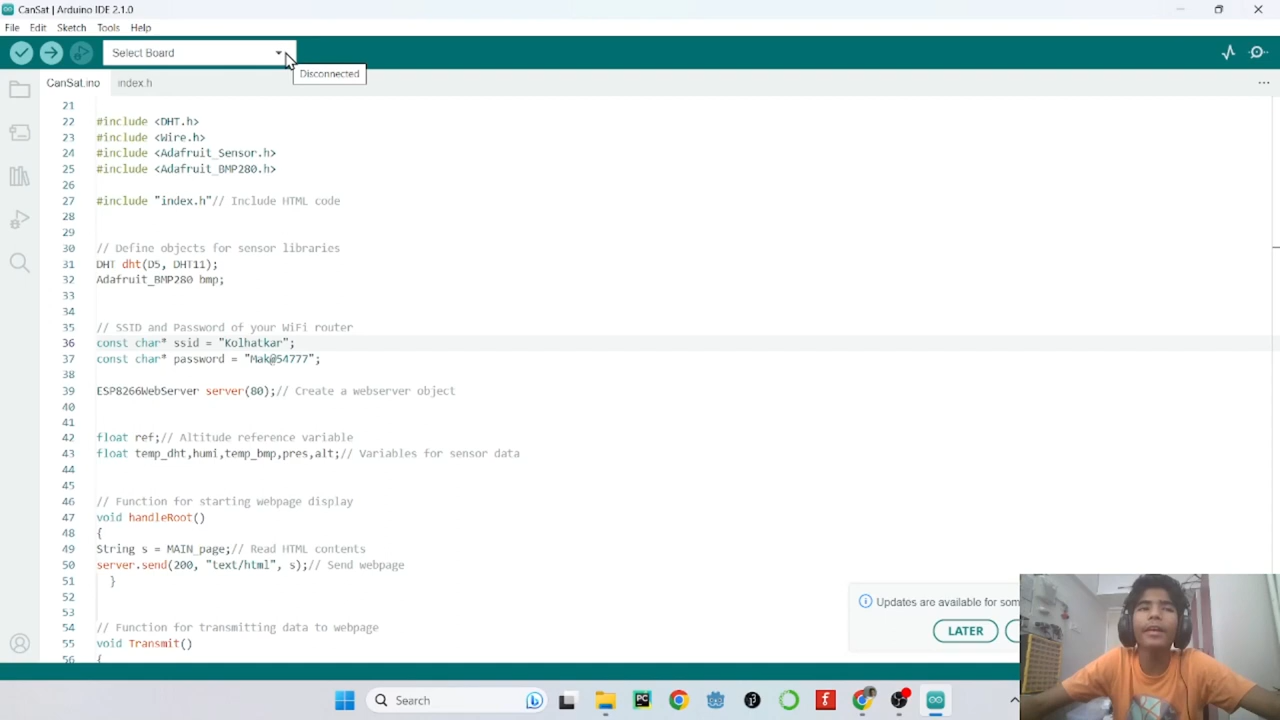 CanSat | Arduino IDE 2.1.0
File Edit Sketch Tools Help
Select Board
Disconnected
CanSat.ino index.h
21
22 #include <DHT.h>
23 #include <Wire.h>
24 #include <Adafruit_Sensor.h>
25 #include <Adafruit_BMP280.h>
26
27 #include "index.h"// Include HTML code
28
29
30 // Define objects for sensor libraries
31 DHT dht(D5, DHT11);
32 Adafruit_BMP280 bmp;
33
34
35 // SSID and Password of your WiFi router
36 const char* ssid = "Kolhatkar";
37 const char* password = "Mak@54777";
38
39 ESP8266WebServer server(80);// Create a webserver object
40
41
42 float ref;// Altitude reference variable
43 float temp_dht,humi,temp_bmp,pres,alt;// Variables for sensor data
44
45
46 // Function for starting webpage display
47 void handleRoot()
48 {
49 String s = MAIN_page;// Read HTML contents
50 server.send(200, "text/html", s);// Send webpage
51 }
52
53
54 // Function for transmitting data to webpage
55 void Transmit()
56 {
Updates are available for som
LATER
Search
PC